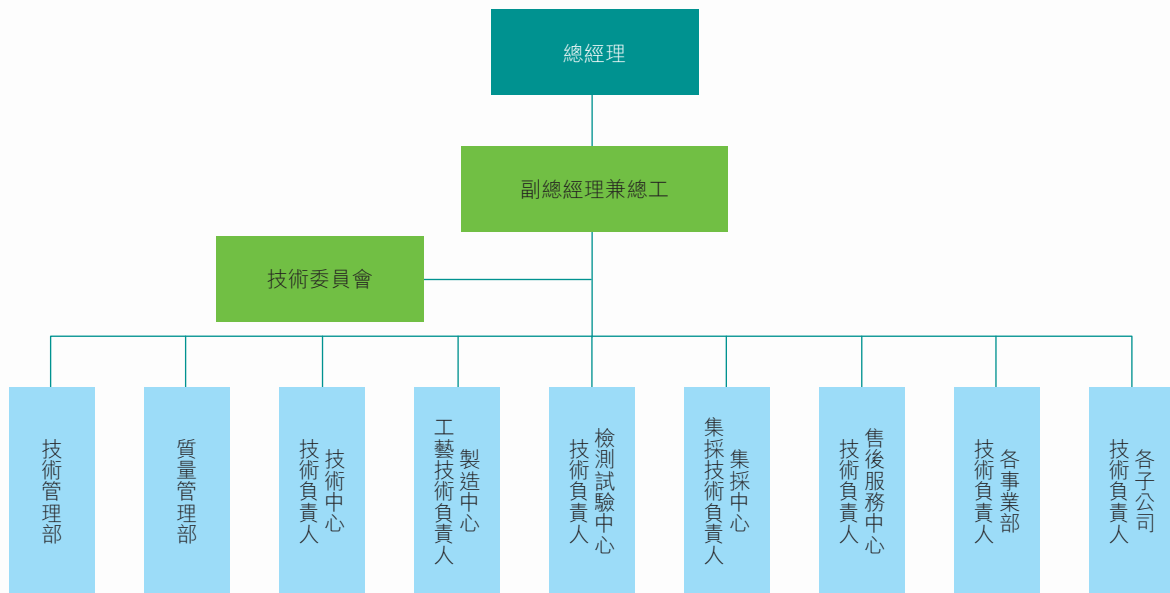 總經理
副總經理兼總工
技術委員會
技術管理部
質量管理部
技術中心
技術負責人
製造中心
工藝技術負責人
檢測試驗中心
技術負責人
集採中心
集採技術負責人
售後服務中心
技術負責人
各事業部
技術負責人
各子公司
技術負責人